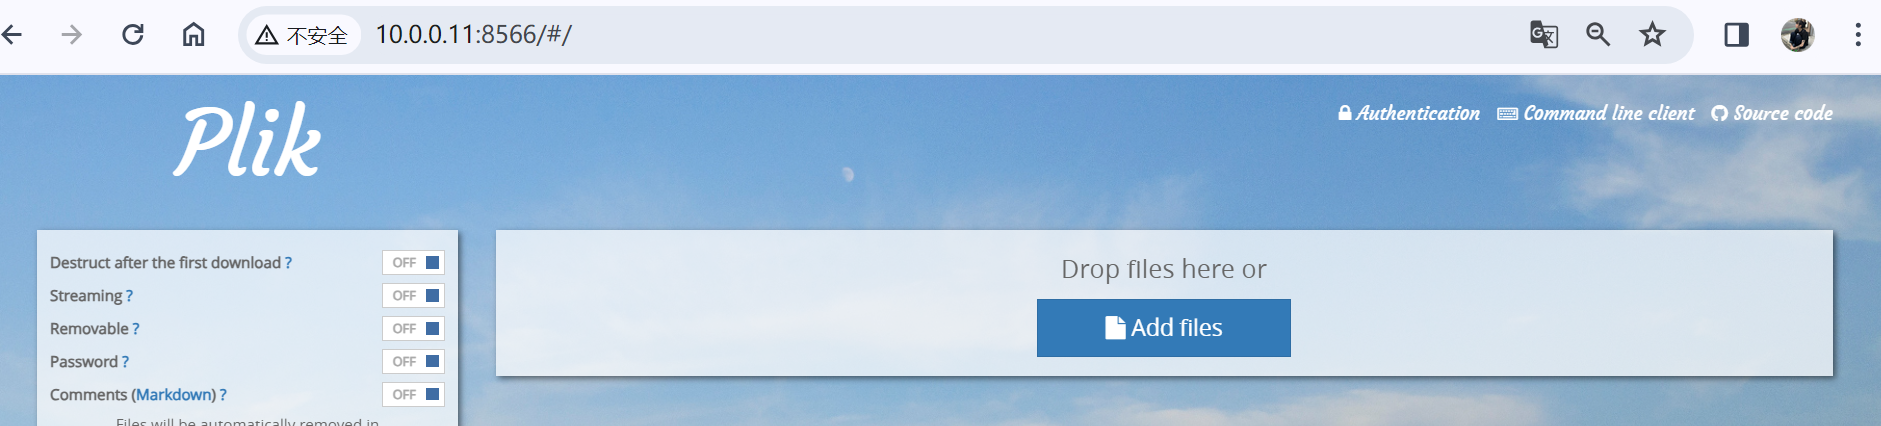 不安全 10.0.0.11:8566/#/
Plik
Authentication Command line client Source code
Destruct after the first download ? OFF
Streaming ? OFF
Removable ? OFF
Password ? OFF
Comments (Markdown) ? OFF
Files will be automatically removed in
Drop files here or
Add files